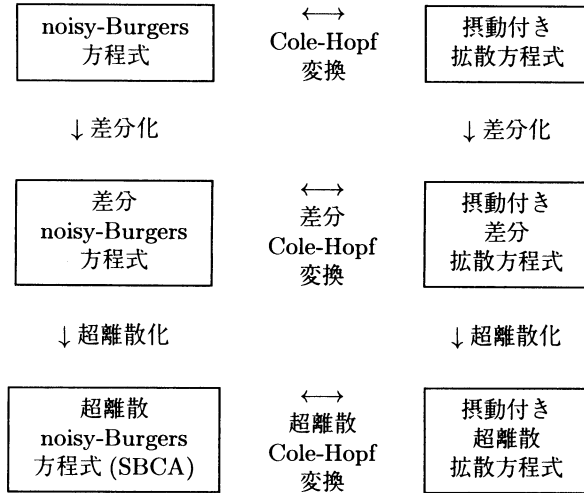 noisy-Burgers
方程式
⟷
Cole-Hopf
変換
摂動付き
拡散方程式
↓差分化
↓差分化
差分
noisy-Burgers
方程式
⟷
差分
Cole-Hopf
変換
摂動付き
差分
拡散方程式
↓超離散化
↓超離散化
超離散
noisy-Burgers
方程式 (SBCA)
⟷
超離散
Cole-Hopf
変換
摂動付き
超離散
拡散方程式